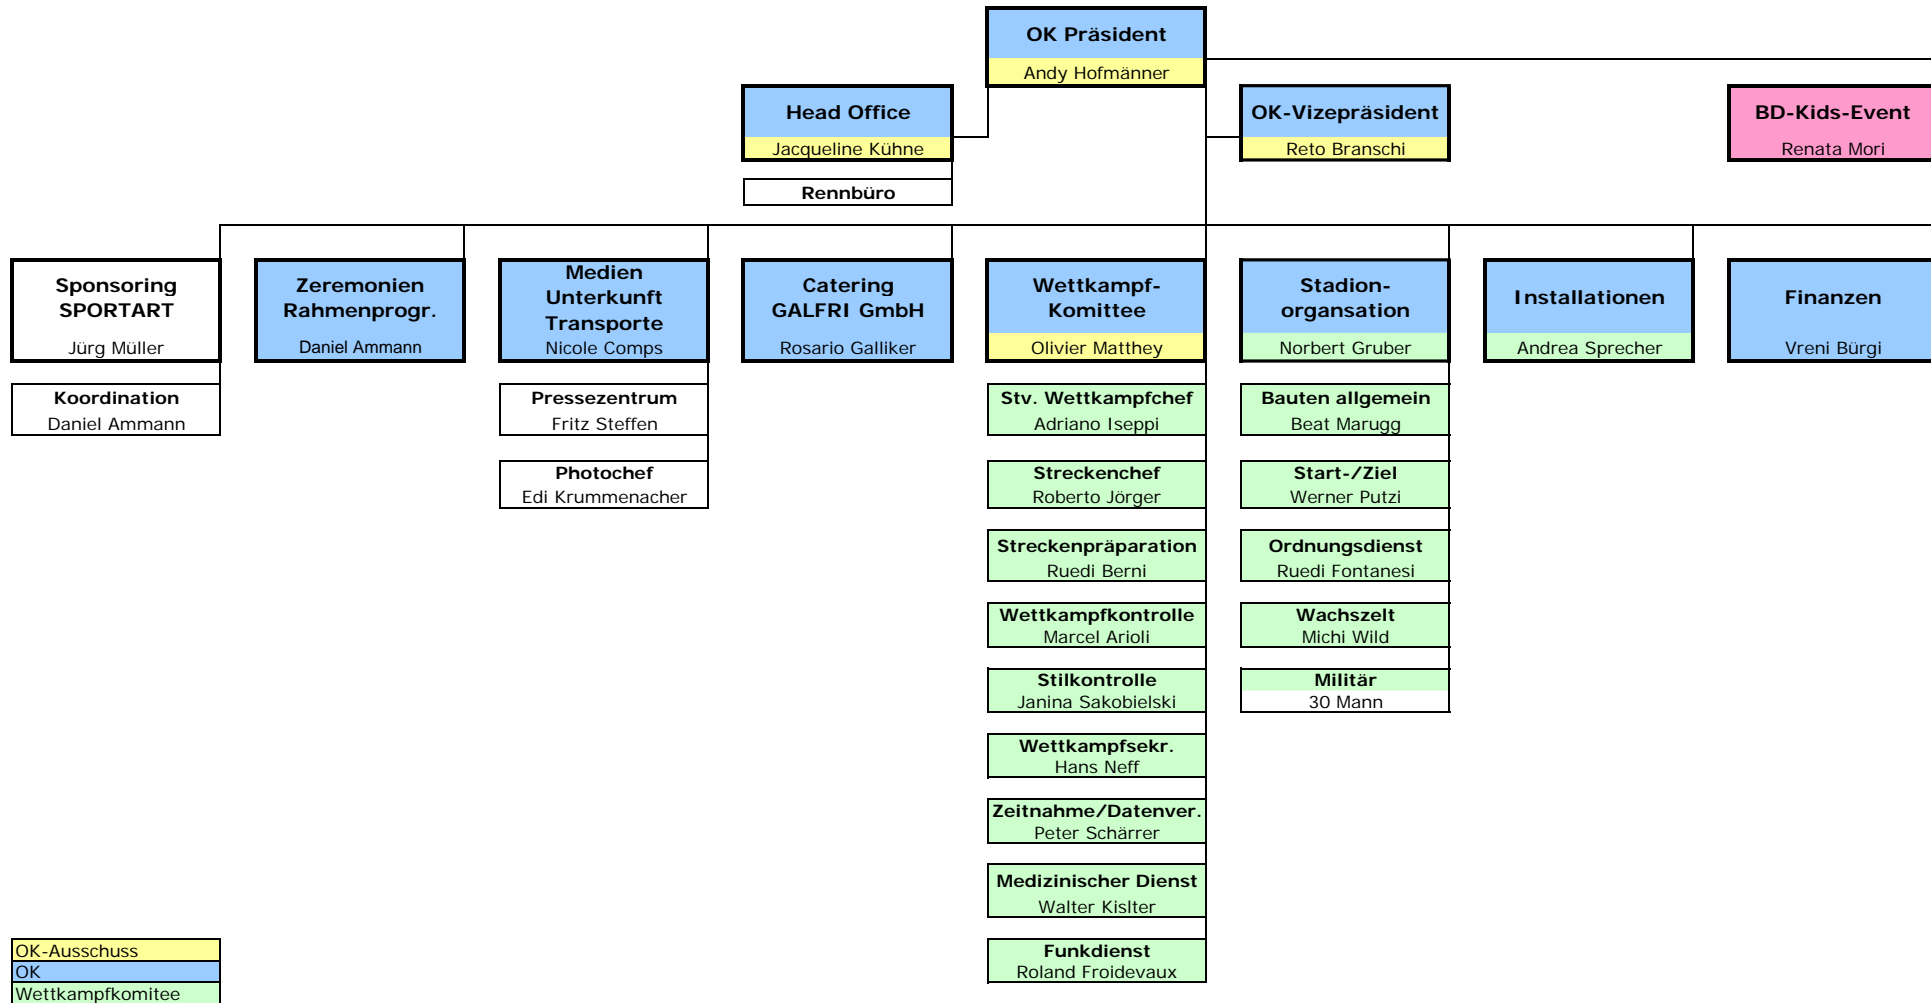 OK Präsident
Andy Hofmänner
Head Office
Jacqueline Kühne
Rennbüro
OK-Vizepräsident
Reto Branschi
BD-Kids-Event
Renata Mori
Sponsoring
SPORTART
Jürg Müller
Koordination
Daniel Ammann
Zeremonien
Rahmenprogr.
Daniel Ammann
Medien
Unterkunft
Transporte
Nicole Comps
Pressezentrum
Fritz Steffen
Photochef
Edi Krummenacher
Catering
GALFRI GmbH
Rosario Galliker
Wettkampf-
Komittee
Olivier Matthey
Stv. Wettkampfchef
Adriano Iseppi
Streckenchef
Roberto Jörger
Streckenpräparation
Ruedi Berni
Wettkampfkontrolle
Marcel Arioli
Stilkontrolle
Janina Sakobielski
Wettkampfsekr.
Hans Neff
Zeitnahme/Datenver.
Peter Schärrer
Medizinischer Dienst
Walter Kislter
Funkdienst
Roland Froidevaux
Stadion-
organsation
Norbert Gruber
Bauten allgemein
Beat Marugg
Start-/Ziel
Werner Putzi
Ordnungsdienst
Ruedi Fontanesi
Wachszelt
Michi Wild
Militär
30 Mann
Installationen
Andrea Sprecher
Finanzen
Vreni Bürgi
OK-Ausschuss
OK
Wettkampfkomitee